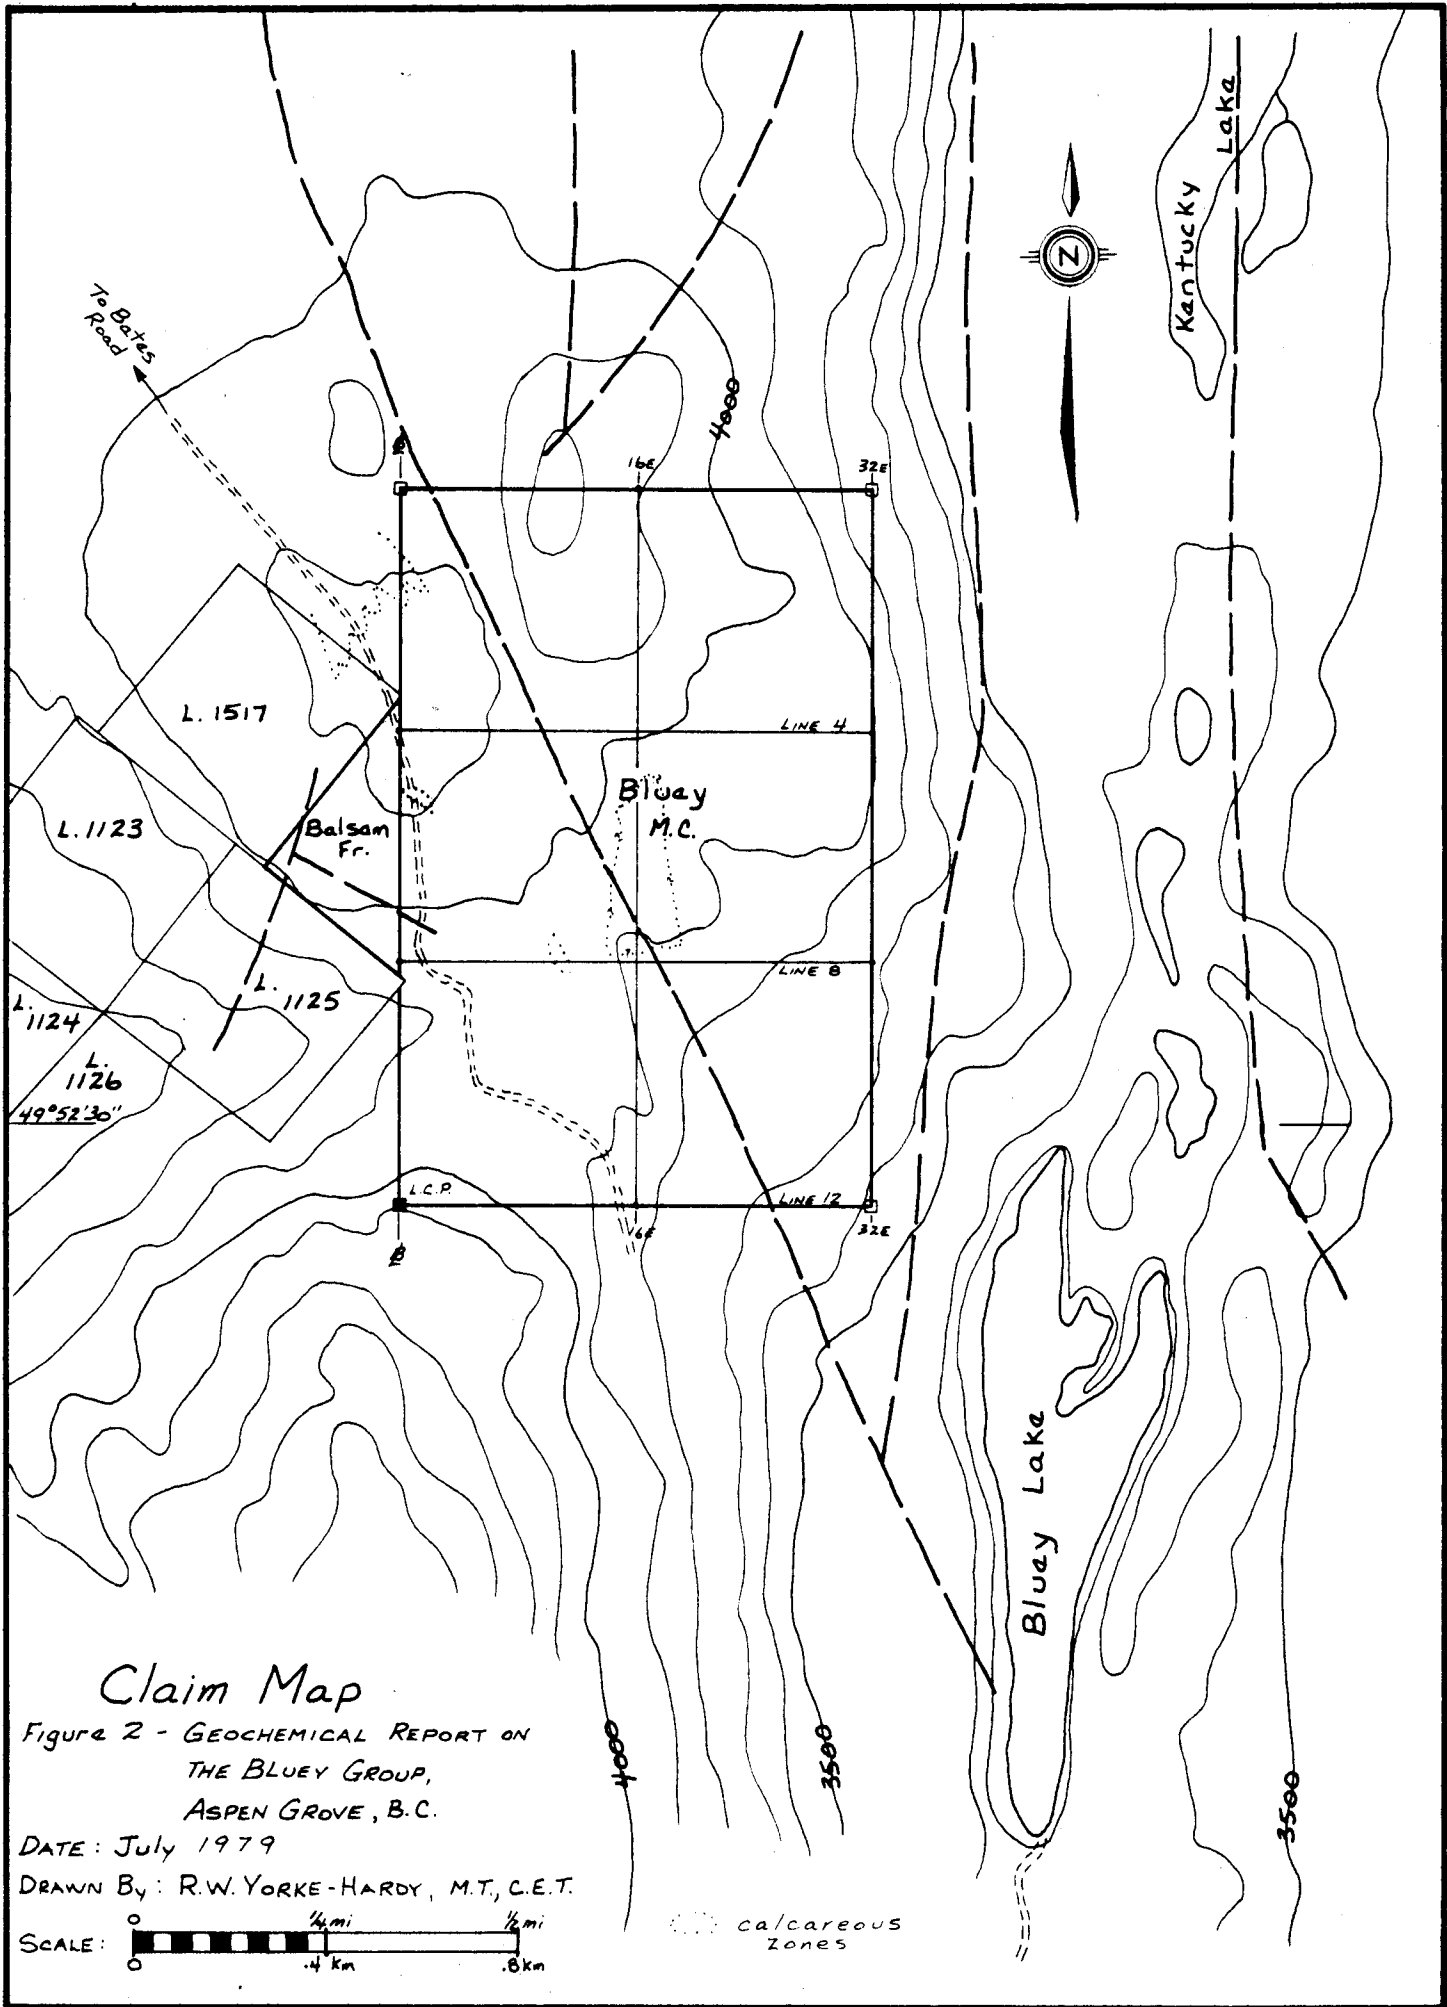 Kentucky Lake
N
To Bates
Road
4000
16E
32E
L. 1517
LINE 4
Bluey
M.C.
L. 1123
Balsam
Fr.
LINE 8
L.
1125
L.
1124
L.
1126
49°52'30"
L.C.P.
LINE 12
16E
32E
Bluey Lake
Claim Map
Figure 2 - GEOCHEMICAL REPORT ON
THE BLUEY GROUP,
ASPEN GROVE, B.C.
4000
3500
3500
DATE: July 1979
DRAWN By: R.W. YORKE-HARDY, M.T., C.E.T.
SCALE:
0 1/4 mi 1/2 mi
0 .4 km .8 km
calcareous
zones